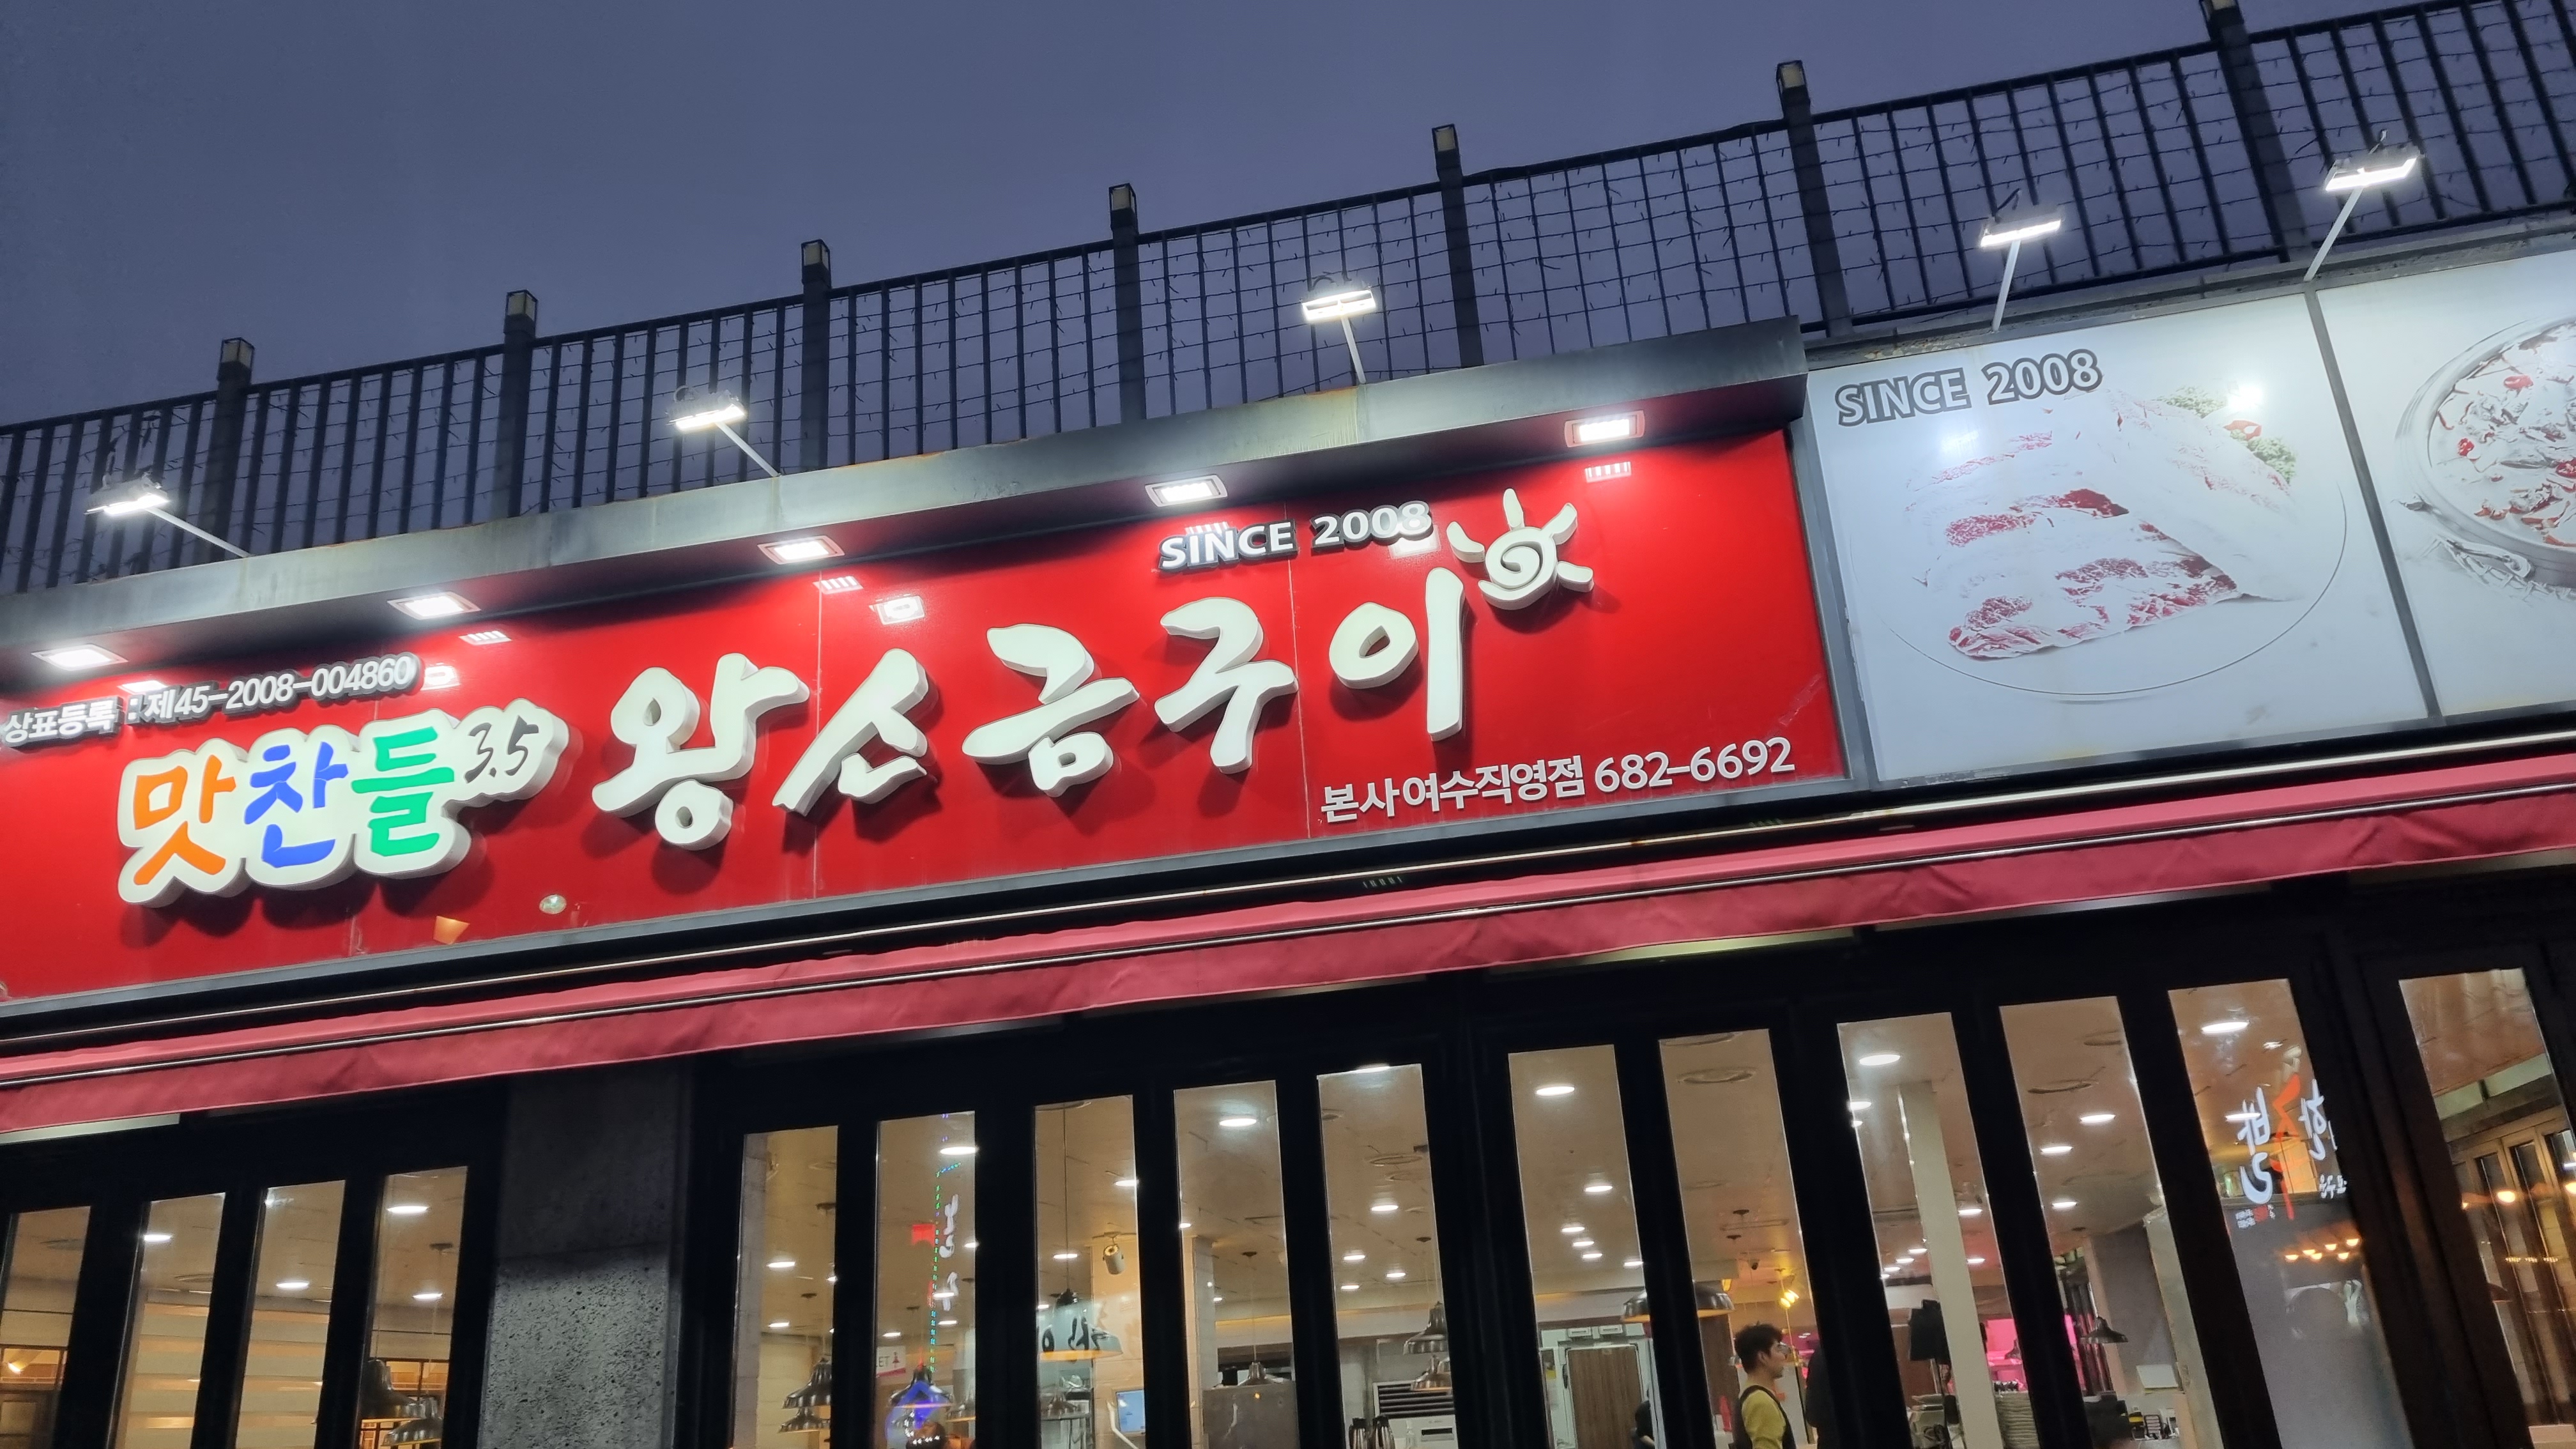 상표등록 : 제45-2008-004860
SINCE 2008
맛찬들 3.5 왕소금구이
본사여수직영점 682-6692
SINCE 2008